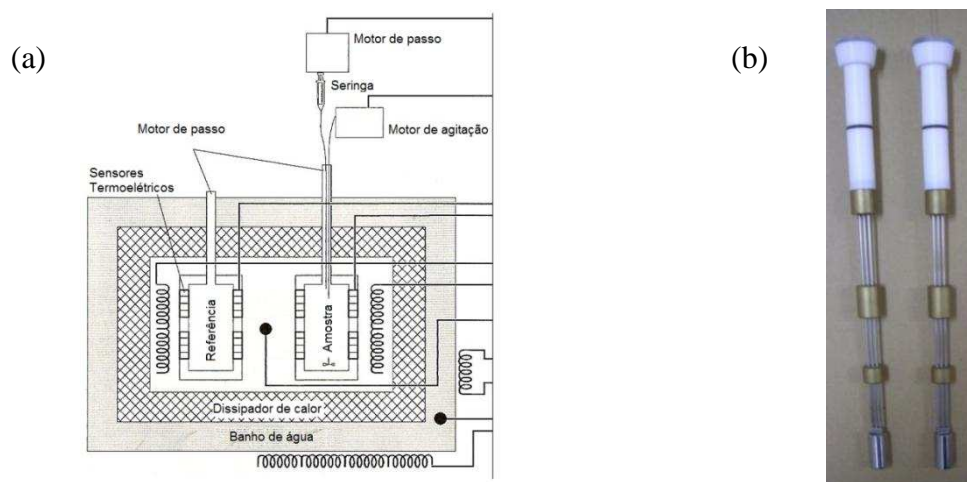 (a)
Motor de passo
Seringa
Motor de agitação
Motor de passo
Sensores
Termoelétricos
Referência
Amostra
Dissipador de calor
Banho de água
(b)